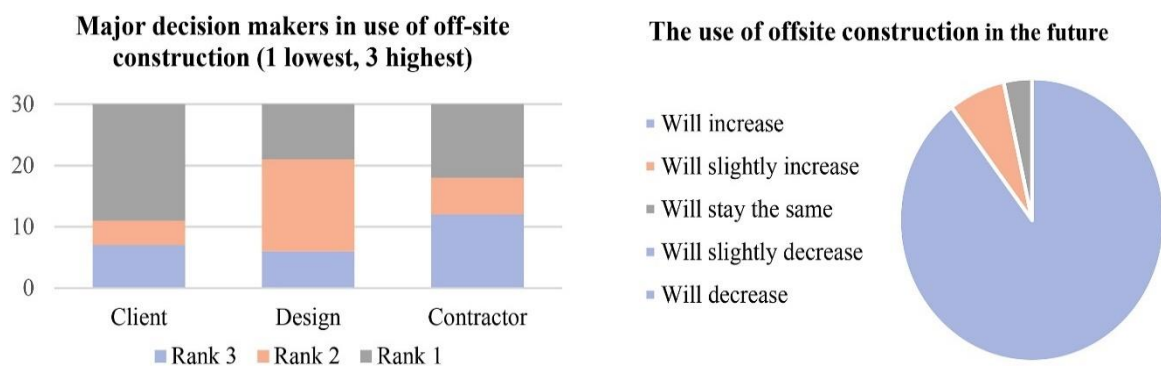 Major decision makers in use of off-site
construction (1 lowest, 3 highest)
30
20
10
0
Client
Design
Contractor
Rank 3
Rank 2
Rank 1
The use of offsite construction in the future
Will increase
Will slightly increase
Will stay the same
Will slightly decrease
Will decrease